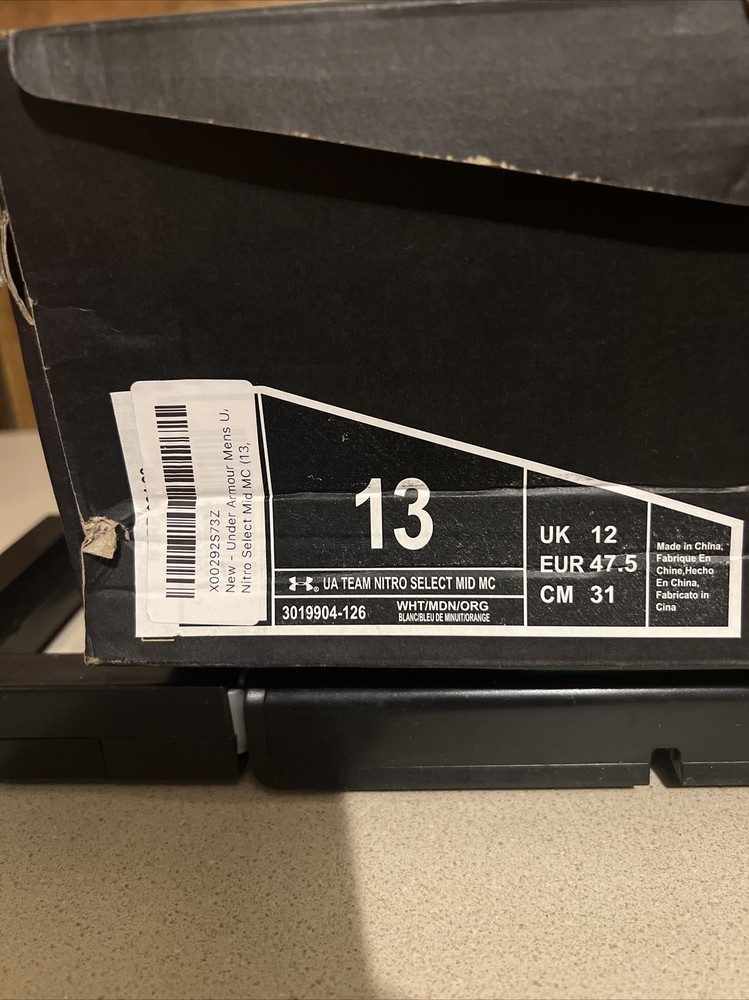 X00292S73Z
New - Under Armour Mens U
Nitro Select Mid MC (13,
13
UA TEAM NITRO SELECT MID MC
3019904-126
WHT/MDN/ORG
BLANC/BLEU DE MINUIT/ORANGE
UK 12
EUR 47.5
CM 31
Made in China,
Fabrique En
Chine,Hecho
En China,
Fabricato in
Cina